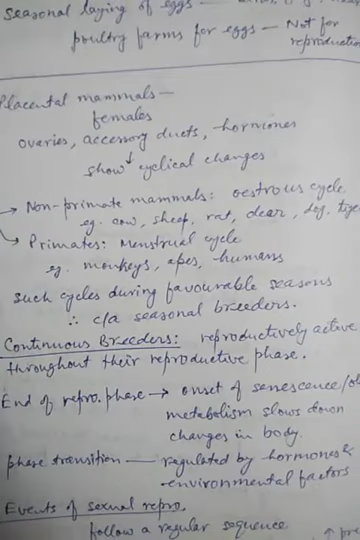 seasonal laying of eggs —
poultry farms for eggs — Not for
reproduction
Placental mammals —
females
ovaries, accessory ducts, hormones
show ↓ cyclical changes
→ Non-primate mammals: oestrous cycle
eg. cow, sheep, rat, dear, dog, tiger
→ Primates: Menstrual cycle
eg. monkeys, apes, humans
such cycles during favourable seasons
∴ c/a seasonal breeders.
Continuous Breeders: reproductively active
throughout their reproductive phase.
End of repro. phase → onset of senescence/
metabolism slows down
changes in body.
phase transition — regulated by hormones &
environmental factors
Events of sexual repro.
follow a regular sequence